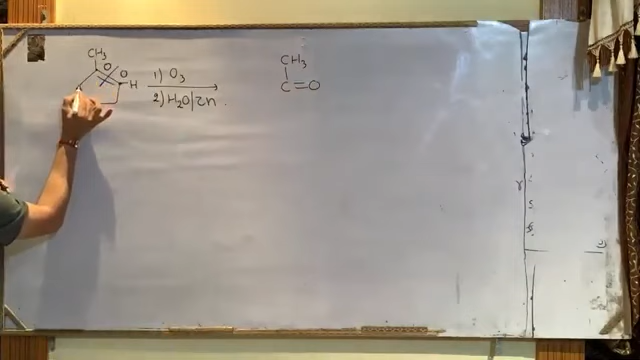 CH₃
O
O H
1) O₃
2) H₂O/Zn.
CH₃
C=O